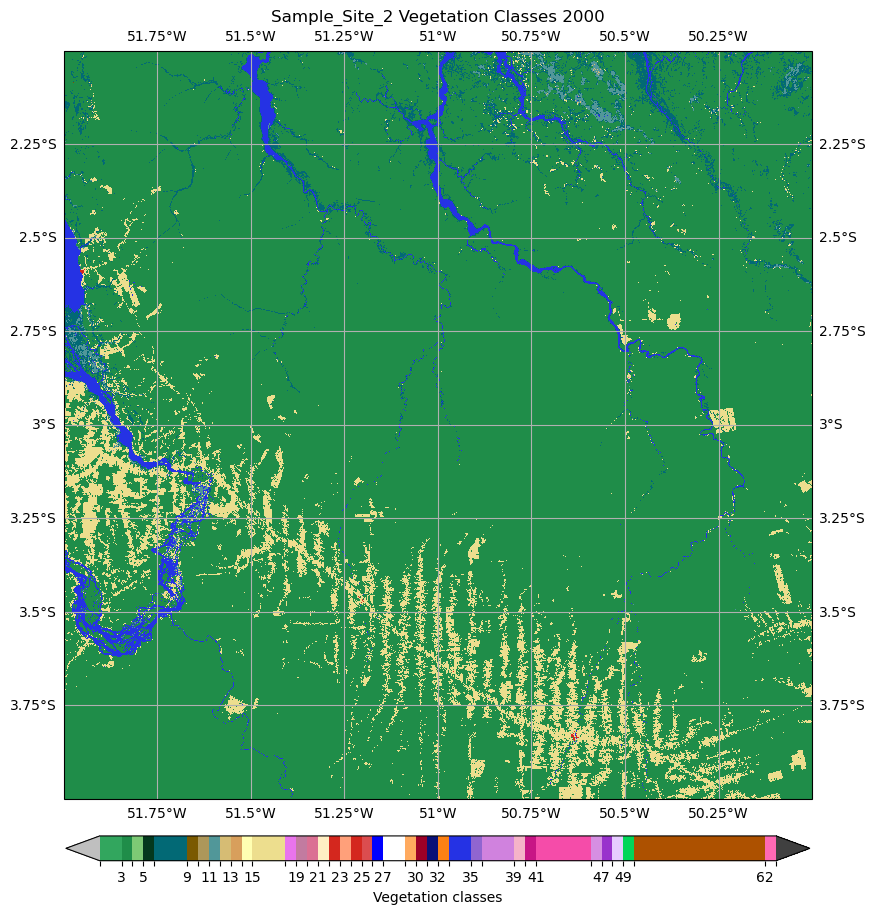 Sample_Site_2 Vegetation Classes 2000
51.75°W 51.5°W 51.25°W 51°W 50.75°W 50.5°W 50.25°W
2.25°S 2.25°S
2.5°S 2.5°S
2.75°S 2.75°S
3°S 3°S
3.25°S 3.25°S
3.5°S 3.5°S
3.75°S 3.75°S
51.75°W 51.5°W 51.25°W 51°W 50.75°W 50.5°W 50.25°W
3 5 9 11 13 15 19 21 23 25 27 30 32 35 39 41 47 49 62
Vegetation classes